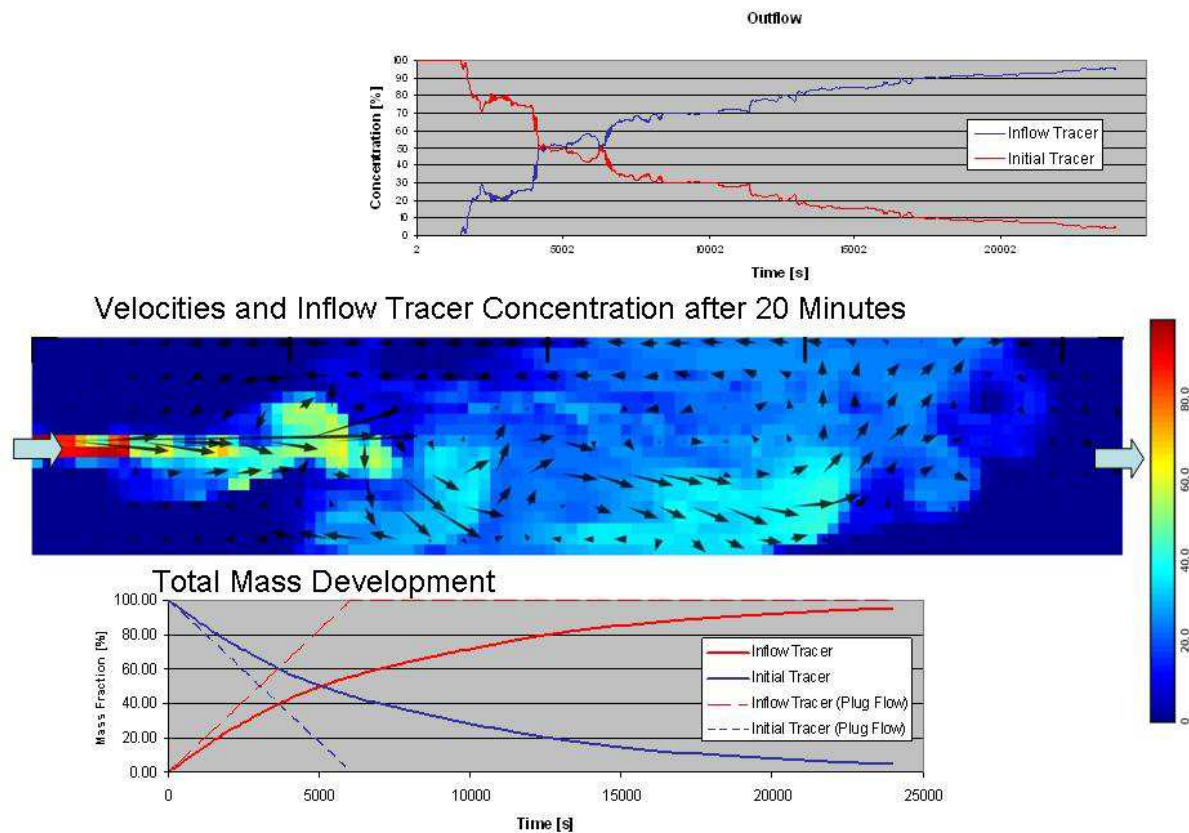 Outflow
Concentration [%]
100
90
80
70
60
50
40
30
20
10
0
2
5002
10002
15002
20002
Time [s]
Inflow Tracer
Initial Tracer
Velocities and Inflow Tracer Concentration after 20 Minutes
80.0
60.0
40.0
20.0
0
Total Mass Development
Mass Fraction [%]
100.00
80.00
60.00
40.00
20.00
0.00
0
5000
10000
15000
20000
25000
Time [s]
Inflow Tracer
Initial Tracer
Inflow Tracer (Plug Flow)
Initial Tracer (Plug Flow)